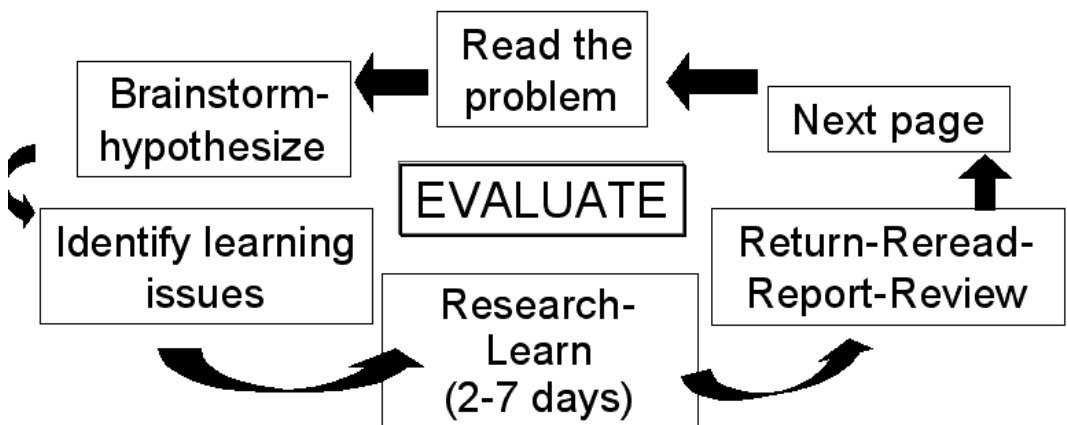 Read the
problem
Brainstorm-
hypothesize
Identify learning
issues
Research-
Learn
(2-7 days)
Return-Reread-
Report-Review
Next page
EVALUATE